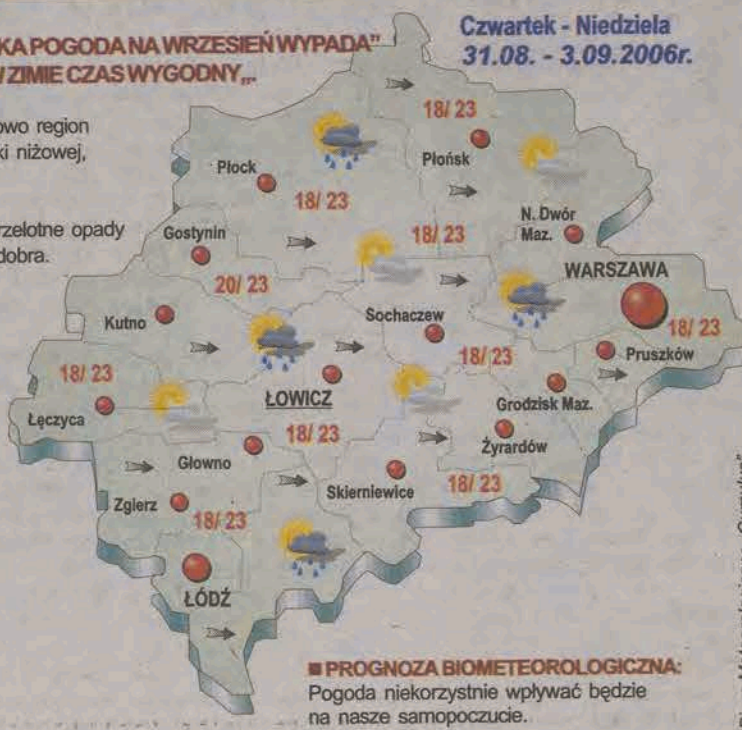 KA POGODA NA WRZESIEŃ WYPADA"
ZIMIE CZAS WYGODNY
Czwartek - Niedziela
31.08. - 3.09.2006r.
owo region
ki niżowej,
rzelotne opady
dobra.
18/ 23
Płońsk
Płock
18/ 23
N. Dwór
Maz.
Gostynin
18/ 23
20/ 23
WARSZAWA
Kutno
Sochaczew
18/ 23
Pruszków
18/ 23
18/ 23
ŁOWICZ
Łęczyca
Grodzisk Maz.
18/ 23
Żyrardów
Głowno
Skierniewice
18/ 23
Zgierz
18/ 23
ŁÓDŹ
■ PROGNOZA BIOMETEOROLOGICZNA:
Pogoda niekorzystnie wpływać będzie
na nasze samopoczucie.